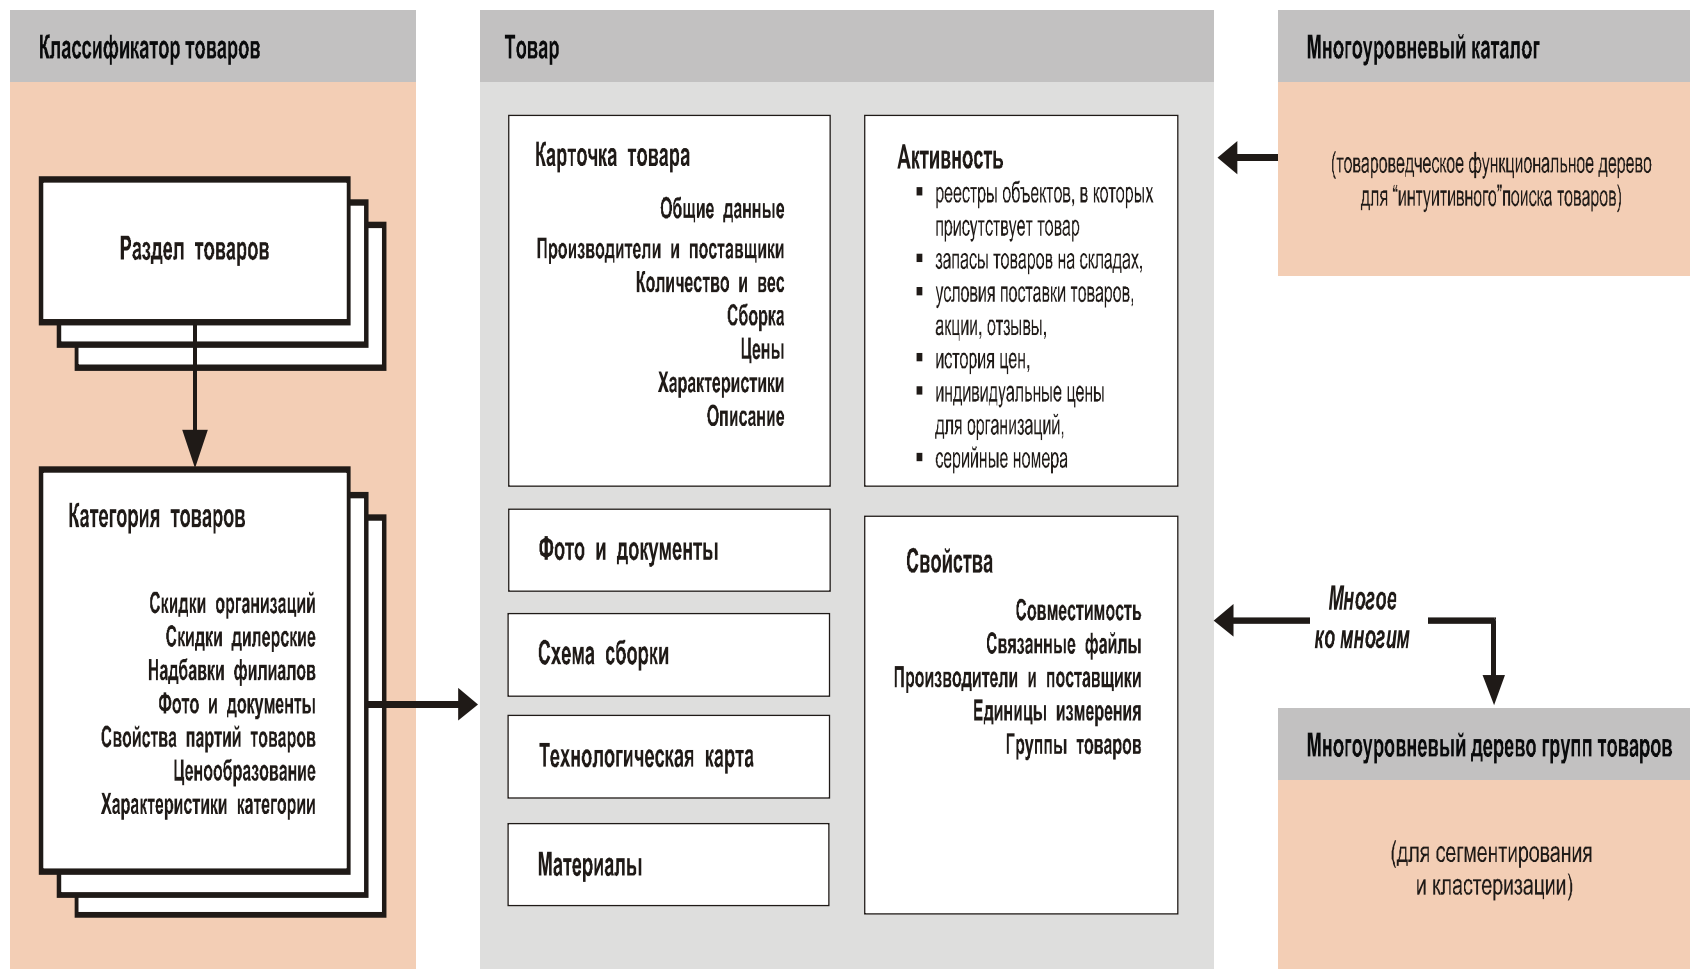 Классификатор товаров
Раздел товаров
Категория товаров
Скидки организаций
Скидки дилерские
Надбавки филиалов
Фото и документы
Свойства партий товаров
Ценообразование
Характеристики категории
Товар
Карточка товара
Общие данные
Производители и поставщики
Количество и вес
Сборка
Цены
Характеристики
Описание
Фото и документы
Схема сборки
Технологическая карта
Материалы
Активность
▪ реестры объектов, в которых
присутствует товар
▪ запасы товаров на складах,
▪ условия поставки товаров,
акции, отзывы,
▪ история цен,
▪ индивидуальные цены
для организаций,
▪ серийные номера
Свойства
Совместимость
Связанные файлы
Производители и поставщики
Единицы измерения
Группы товаров
Многоуровневый каталог
(товароведческое функциональное дерево
для “интуитивного”поиска товаров)
Многое
ко многим
Многоуровневый дерево групп товаров
(для сегментирования
и кластеризации)